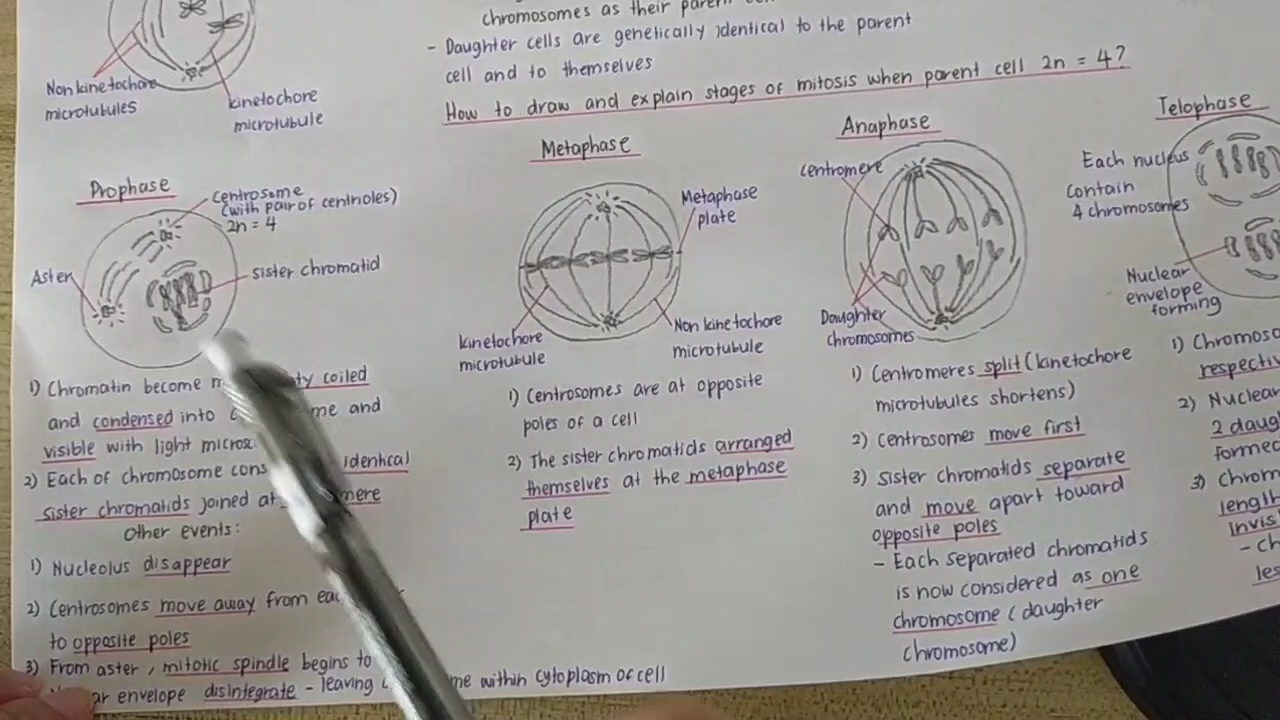 chromosomes as their parent
- Daughter cells are genetically identical to the parent
cell and to themselves
Non kinetochore
microtubules
kinetochore
microtubule
How to draw and explain stages of mitosis when parent cell 2n = 4?
Prophase
Centrosome
(with pair of centrioles)
2n = 4
Aster
sister chromatid
1) Chromatin become coiled
and condensed into and
visible with light
2) Each of chromosome identical
sister chromatids joined at
Other events:
1) Nucleolus disappear
2) Centrosomes move away from
to opposite poles
3) From aster, mitotic spindle begins to
envelope disintegrate - leaving within cytoplasm of cell
Metaphase
Metaphase
plate
kinetochore
microtubule
Non kinetochore
microtubule
1) Centrosomes are at opposite
poles of a cell
2) The sister chromatids arranged
themselves at the metaphase
plate
Anaphase
centromere
Daughter
chromosomes
1) Centromeres split (kinetochore
microtubules shortens)
2) Centrosomes move first
3) Sister chromatids separate
and move apart toward
opposite poles
- Each separated chromatids
is now considered as one
chromosome (daughter
chromosome)
Telophase
Each nucleus
contain
4 chromosomes
Nuclear
envelope
forming
1)
2)
2
formed
3)